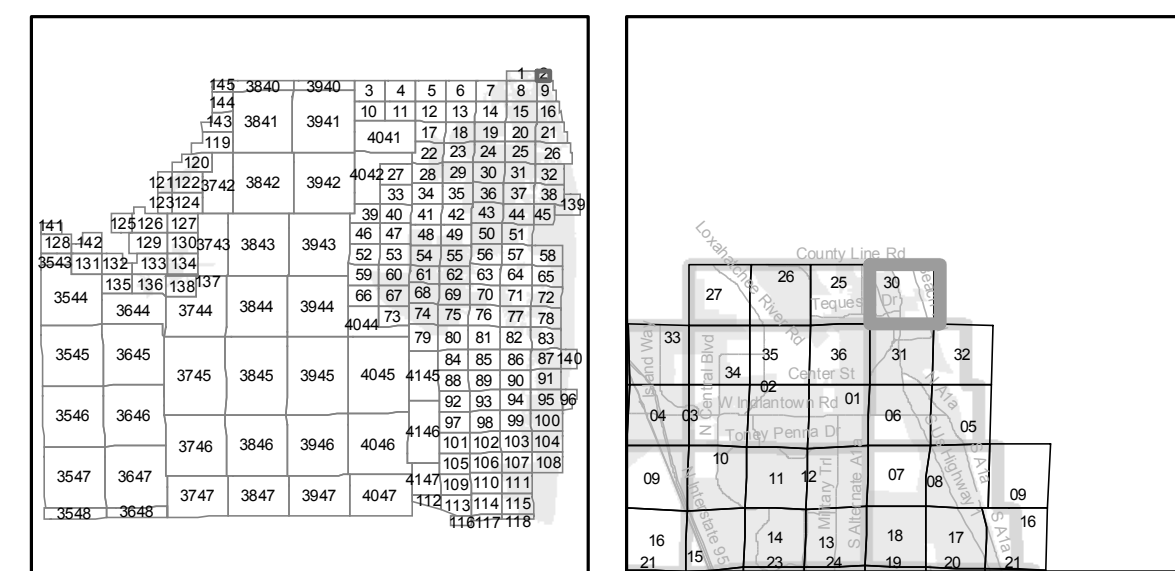 1 2
145 3840 3940 3 4 5 6 7 8 9
144 10 11 12 13 14 15 16
143 3841 3941 4041 17 18 19 20 21
119 22 23 24 25 26
120 4042 27 28 29 30 31 32
121 122 3742 3842 3942 33 34 35 36 37 38
123 124 139
125 126 127 39 40 41 42 43 44 45
141 128 142 129 130 3743 3843 3943 46 47 48 49 50 51
3543 131 132 133 134 52 53 54 55 56 57 58
135 136 138 137 59 60 61 62 63 64 65
3544 3644 3744 3844 3944 66 67 68 69 70 71 72
4044 73 74 75 76 77 78
79 80 81 82 83
3545 3645 84 85 86 87 140
3745 3845 3945 4045 4145 88 89 90 91
92 93 94 95 96
3546 3646 97 98 99 100
3746 3846 3946 4046 4146 101 102 103 104
105 106 107 108
3547 3647 4147 109 110 111
3747 3847 3947 4047 112 113 114 115
3548 3648 116 117 118
Loxahatchee River Rd
County Line Rd
27 26 25 30
Tequesta Dr
Beach
Island Way
33 35 36 31 32
N Central Blvd
34 Center St
02
W Indiantown Rd
01
04 03 06 05
Toney Penna Dr
N A1a
S Us Highway 1
S A1a
10
09 11 12 07 08 09
N Interstate 95
Military Trl
S Alternate A1a
S A1a
16 15 14 13 18 17 16
21 23 24 19 20 21